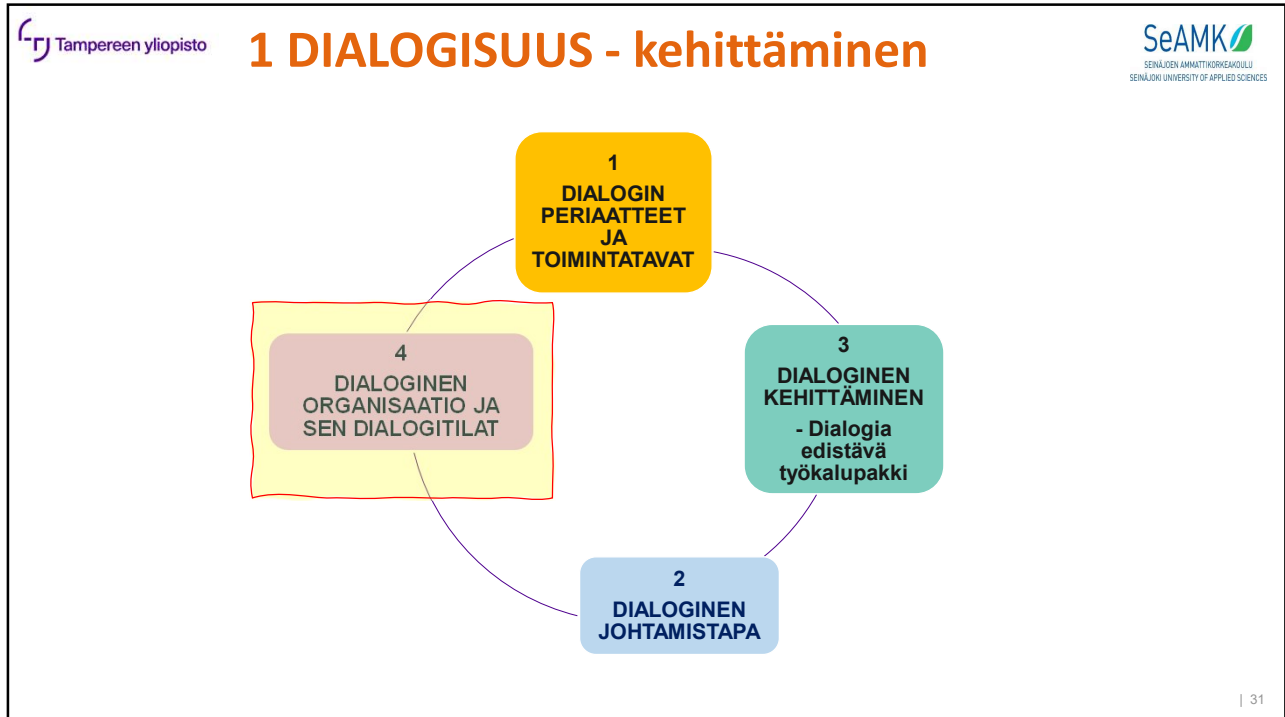 Tampereen yliopisto
1 DIALOGISUUS - kehittäminen
SeAMK
SEINÄJOEN AMMATTIKORKEAKOULU
SEINÄJOKI UNIVERSITY OF APPLIED SCIENCES
1
DIALOGIN
PERIAATTEET
JA
TOIMINTATAVAT
4
DIALOGINEN
ORGANISAATIO JA
SEN DIALOGITILAT
3
DIALOGINEN
KEHITTÄMINEN
- Dialogia
edistävä
työkalupakki
2
DIALOGINEN
JOHTAMISTAPA
| 31